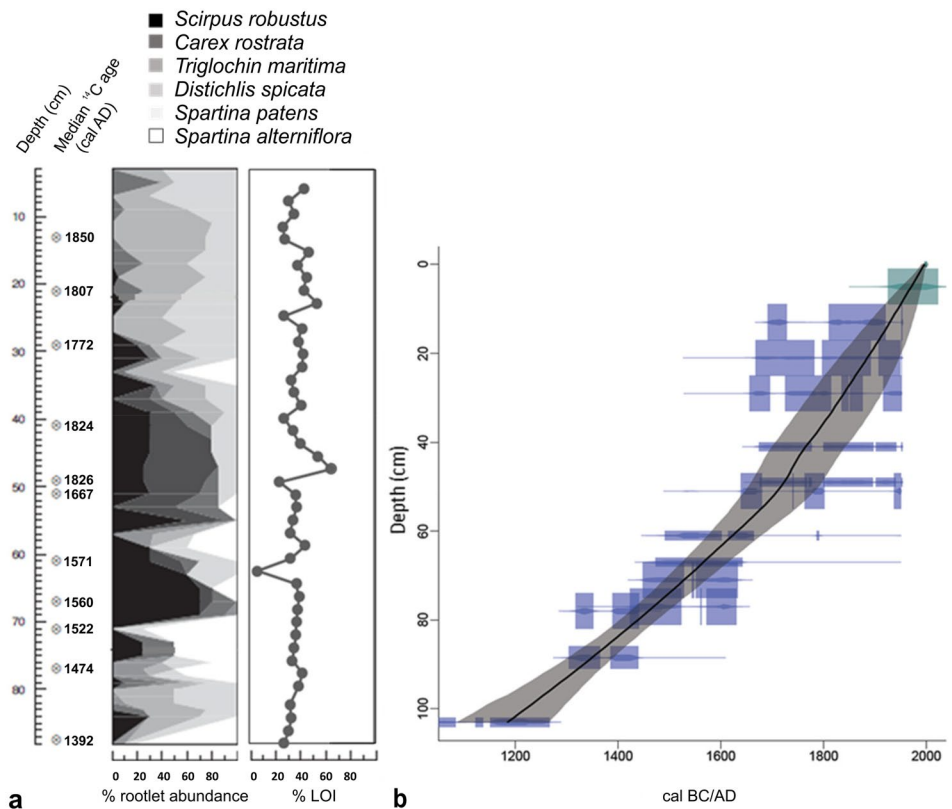 Scirpus robustus
Carex rostrata
Triglochin maritima
Distichlis spicata
Spartina patens
Spartina alterniflora
Depth (cm)
Median ¹⁴C age
(cal AD)
10
20
30
40
50
60
70
80
1850
1807
1772
1824
1826
1667
1571
1560
1522
1474
1392
0 20 40 60 80
% rootlet abundance
0 20 40 60 80
% LOI
a
Depth (cm)
0
20
40
60
80
100
1200 1400 1600 1800 2000
cal BC/AD
b